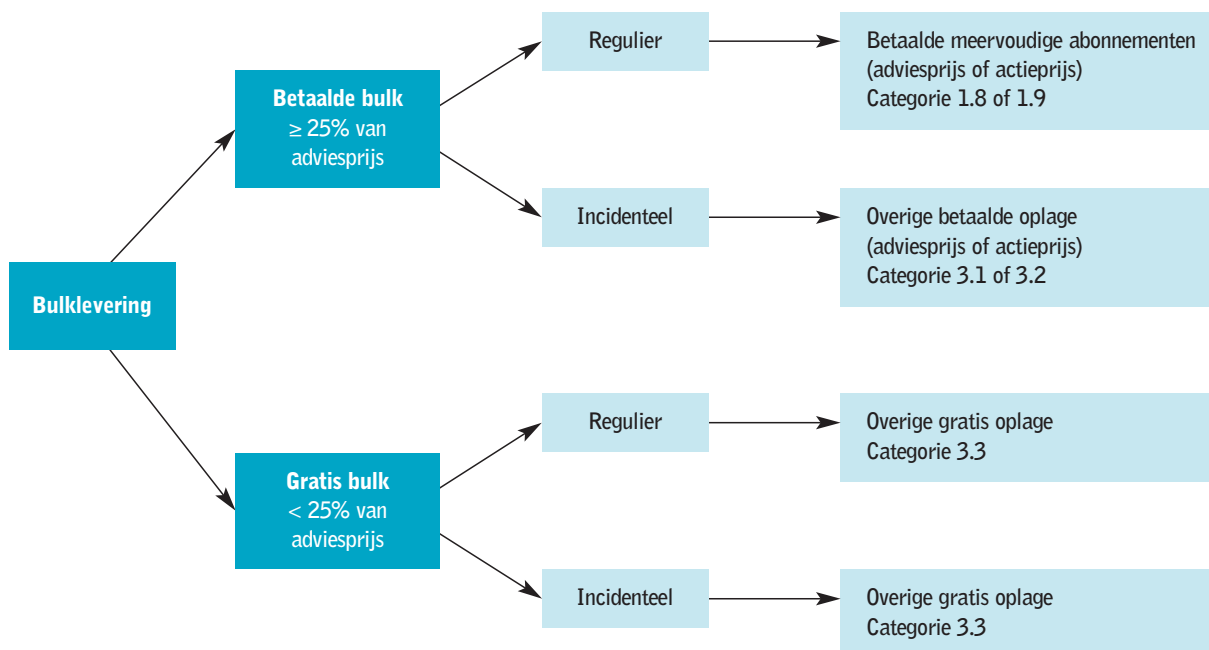 Regulier
Betaalde meervoudige abonnementen
(adviesprijs of actieprijs)
Categorie 1.8 of 1.9
Betaalde bulk
≥ 25% van
adviesprijs
Incidenteel
Overige betaalde oplage
(adviesprijs of actieprijs)
Categorie 3.1 of 3.2
Bulklevering
Regulier
Overige gratis oplage
Categorie 3.3
Gratis bulk
< 25% van
adviesprijs
Incidenteel
Overige gratis oplage
Categorie 3.3